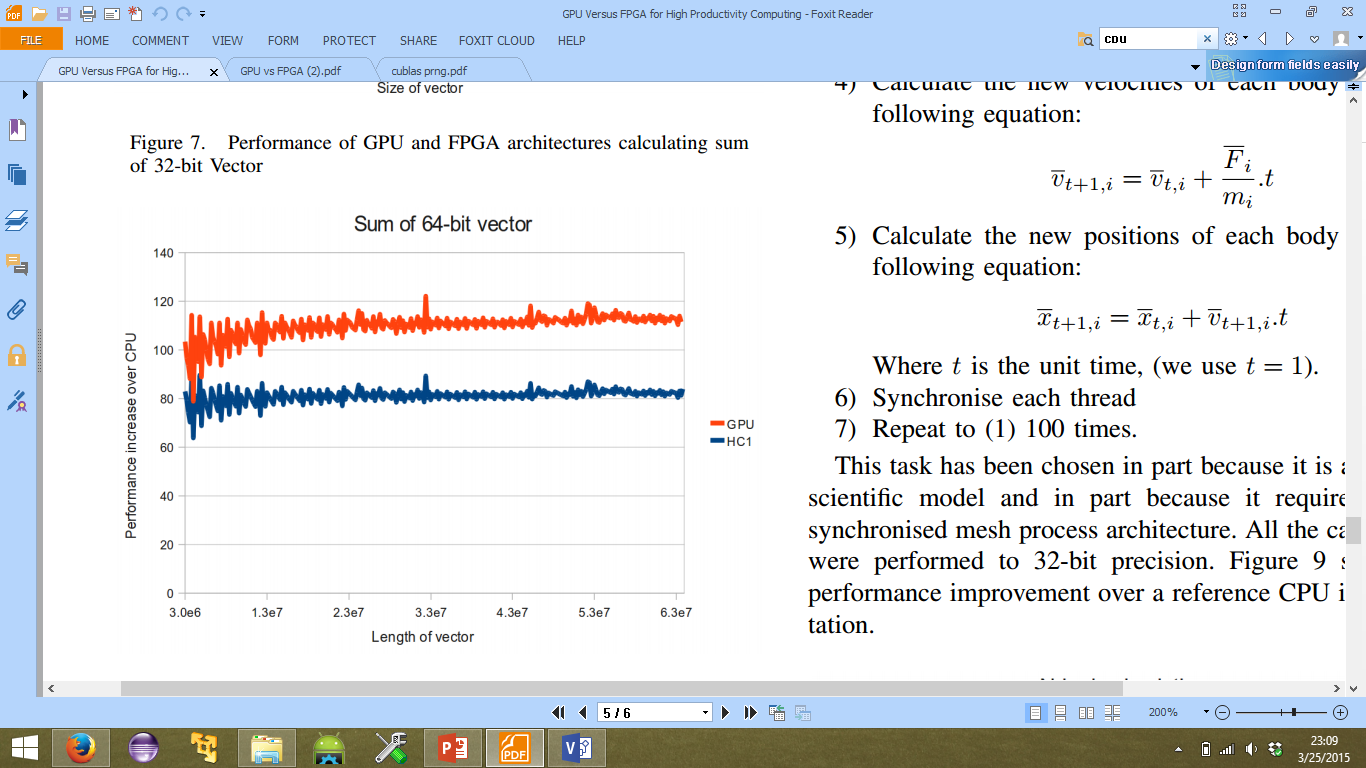 GPU Versus FPGA for High Productivity Computing - Foxit Reader
FILE HOME COMMENT VIEW FORM PROTECT SHARE FOXIT CLOUD HELP
CDU
GPU Versus FPGA for Hig... GPU vs FPGA (2).pdf cublas prng.pdf
Design form fields easily
Size of vector
Figure 7. Performance of GPU and FPGA architectures calculating sum
of 32-bit Vector
Sum of 64-bit vector
Performance increase over CPU
140
120
100
80
60
40
20
0
3.0e6 1.3e7 2.3e7 3.3e7 4.3e7 5.3e7 6.3e7
Length of vector
GPU
HC1
4) Calculate the new velocities of each body
following equation:
v̅ₜ₊₁,ᵢ = v̅ₜ,ᵢ + F̅ᵢ/mᵢ .t
5) Calculate the new positions of each body
following equation:
x̅ₜ₊₁,ᵢ = x̅ₜ,ᵢ + v̅ₜ₊₁,ᵢ.t
Where t is the unit time, (we use t = 1).
6) Synchronise each thread
7) Repeat to (1) 100 times.
This task has been chosen in part because it is a
scientific model and in part because it require
synchronised mesh process architecture. All the ca
were performed to 32-bit precision. Figure 9 s
performance improvement over a reference CPU i
tation.
5 / 6
200%
23:09
3/25/2015